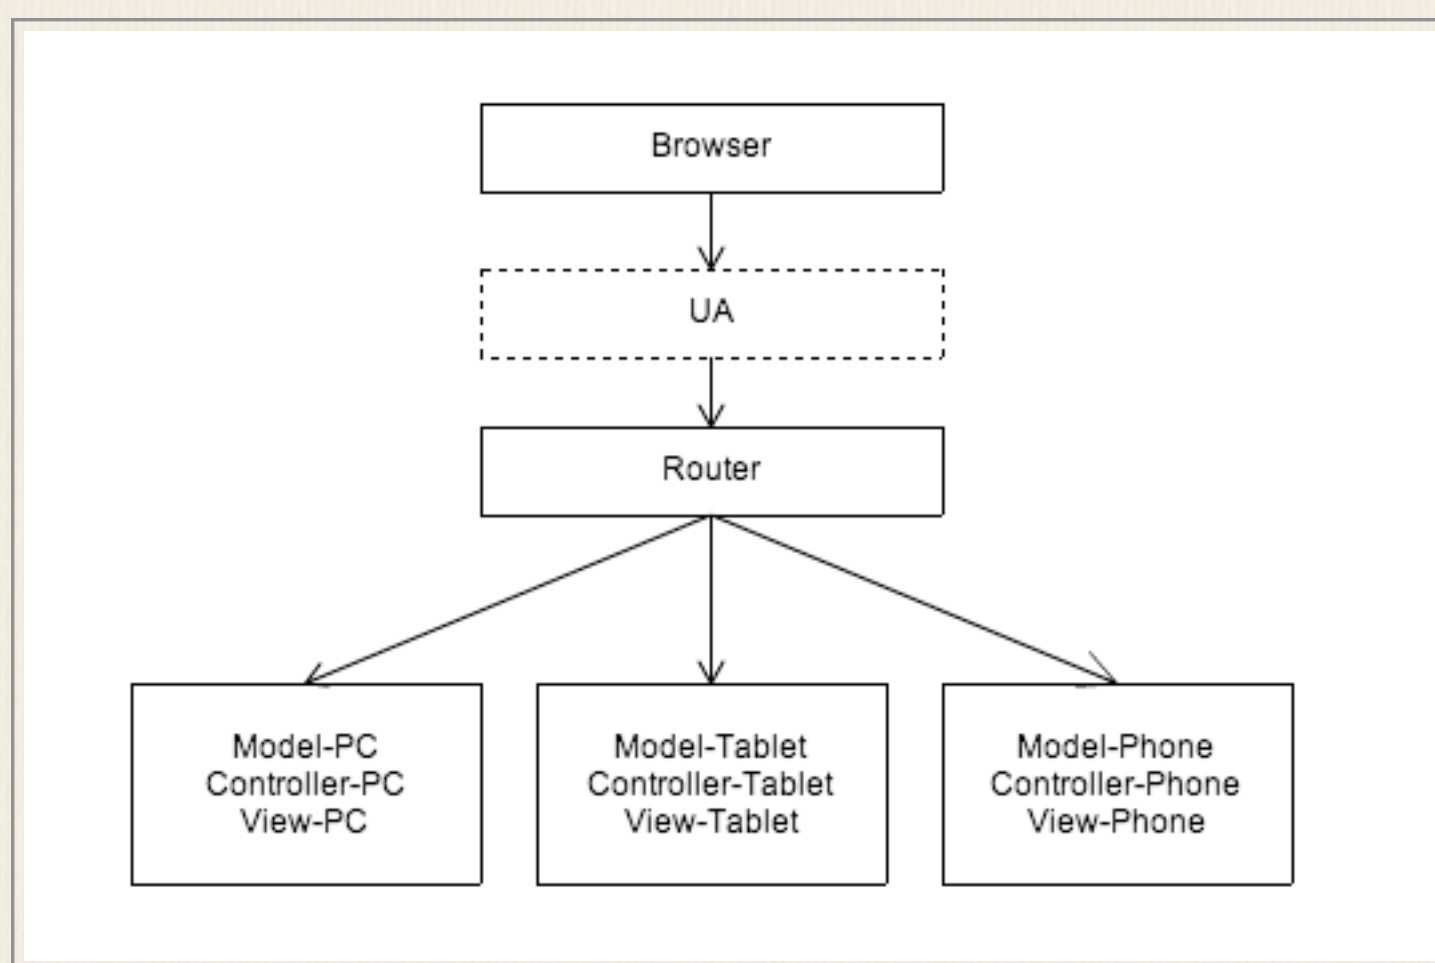 Browser
UA
Router
Model-PC
Controller-PC
View-PC
Model-Tablet
Controller-Tablet
View-Tablet
Model-Phone
Controller-Phone
View-Phone